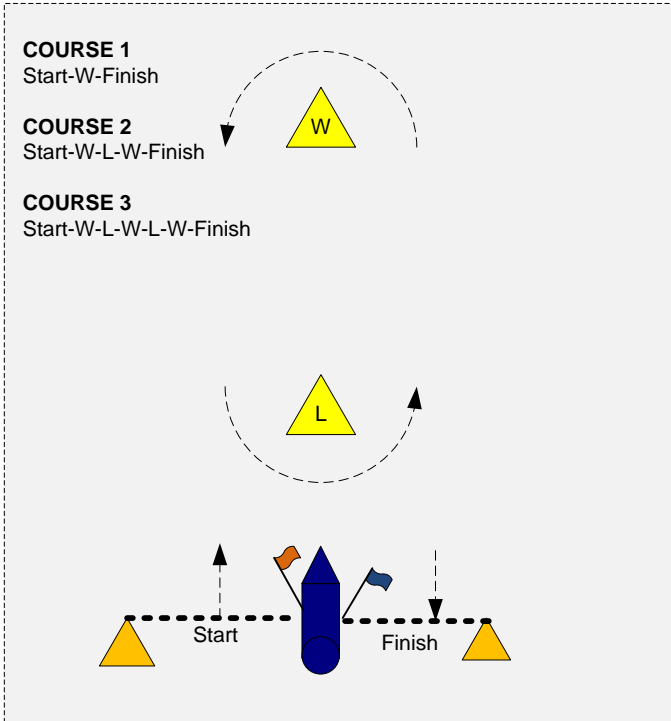 COURSE 1
Start-W-Finish
COURSE 2
Start-W-L-W-Finish
COURSE 3
Start-W-L-W-L-W-Finish
W
L
Start
Finish